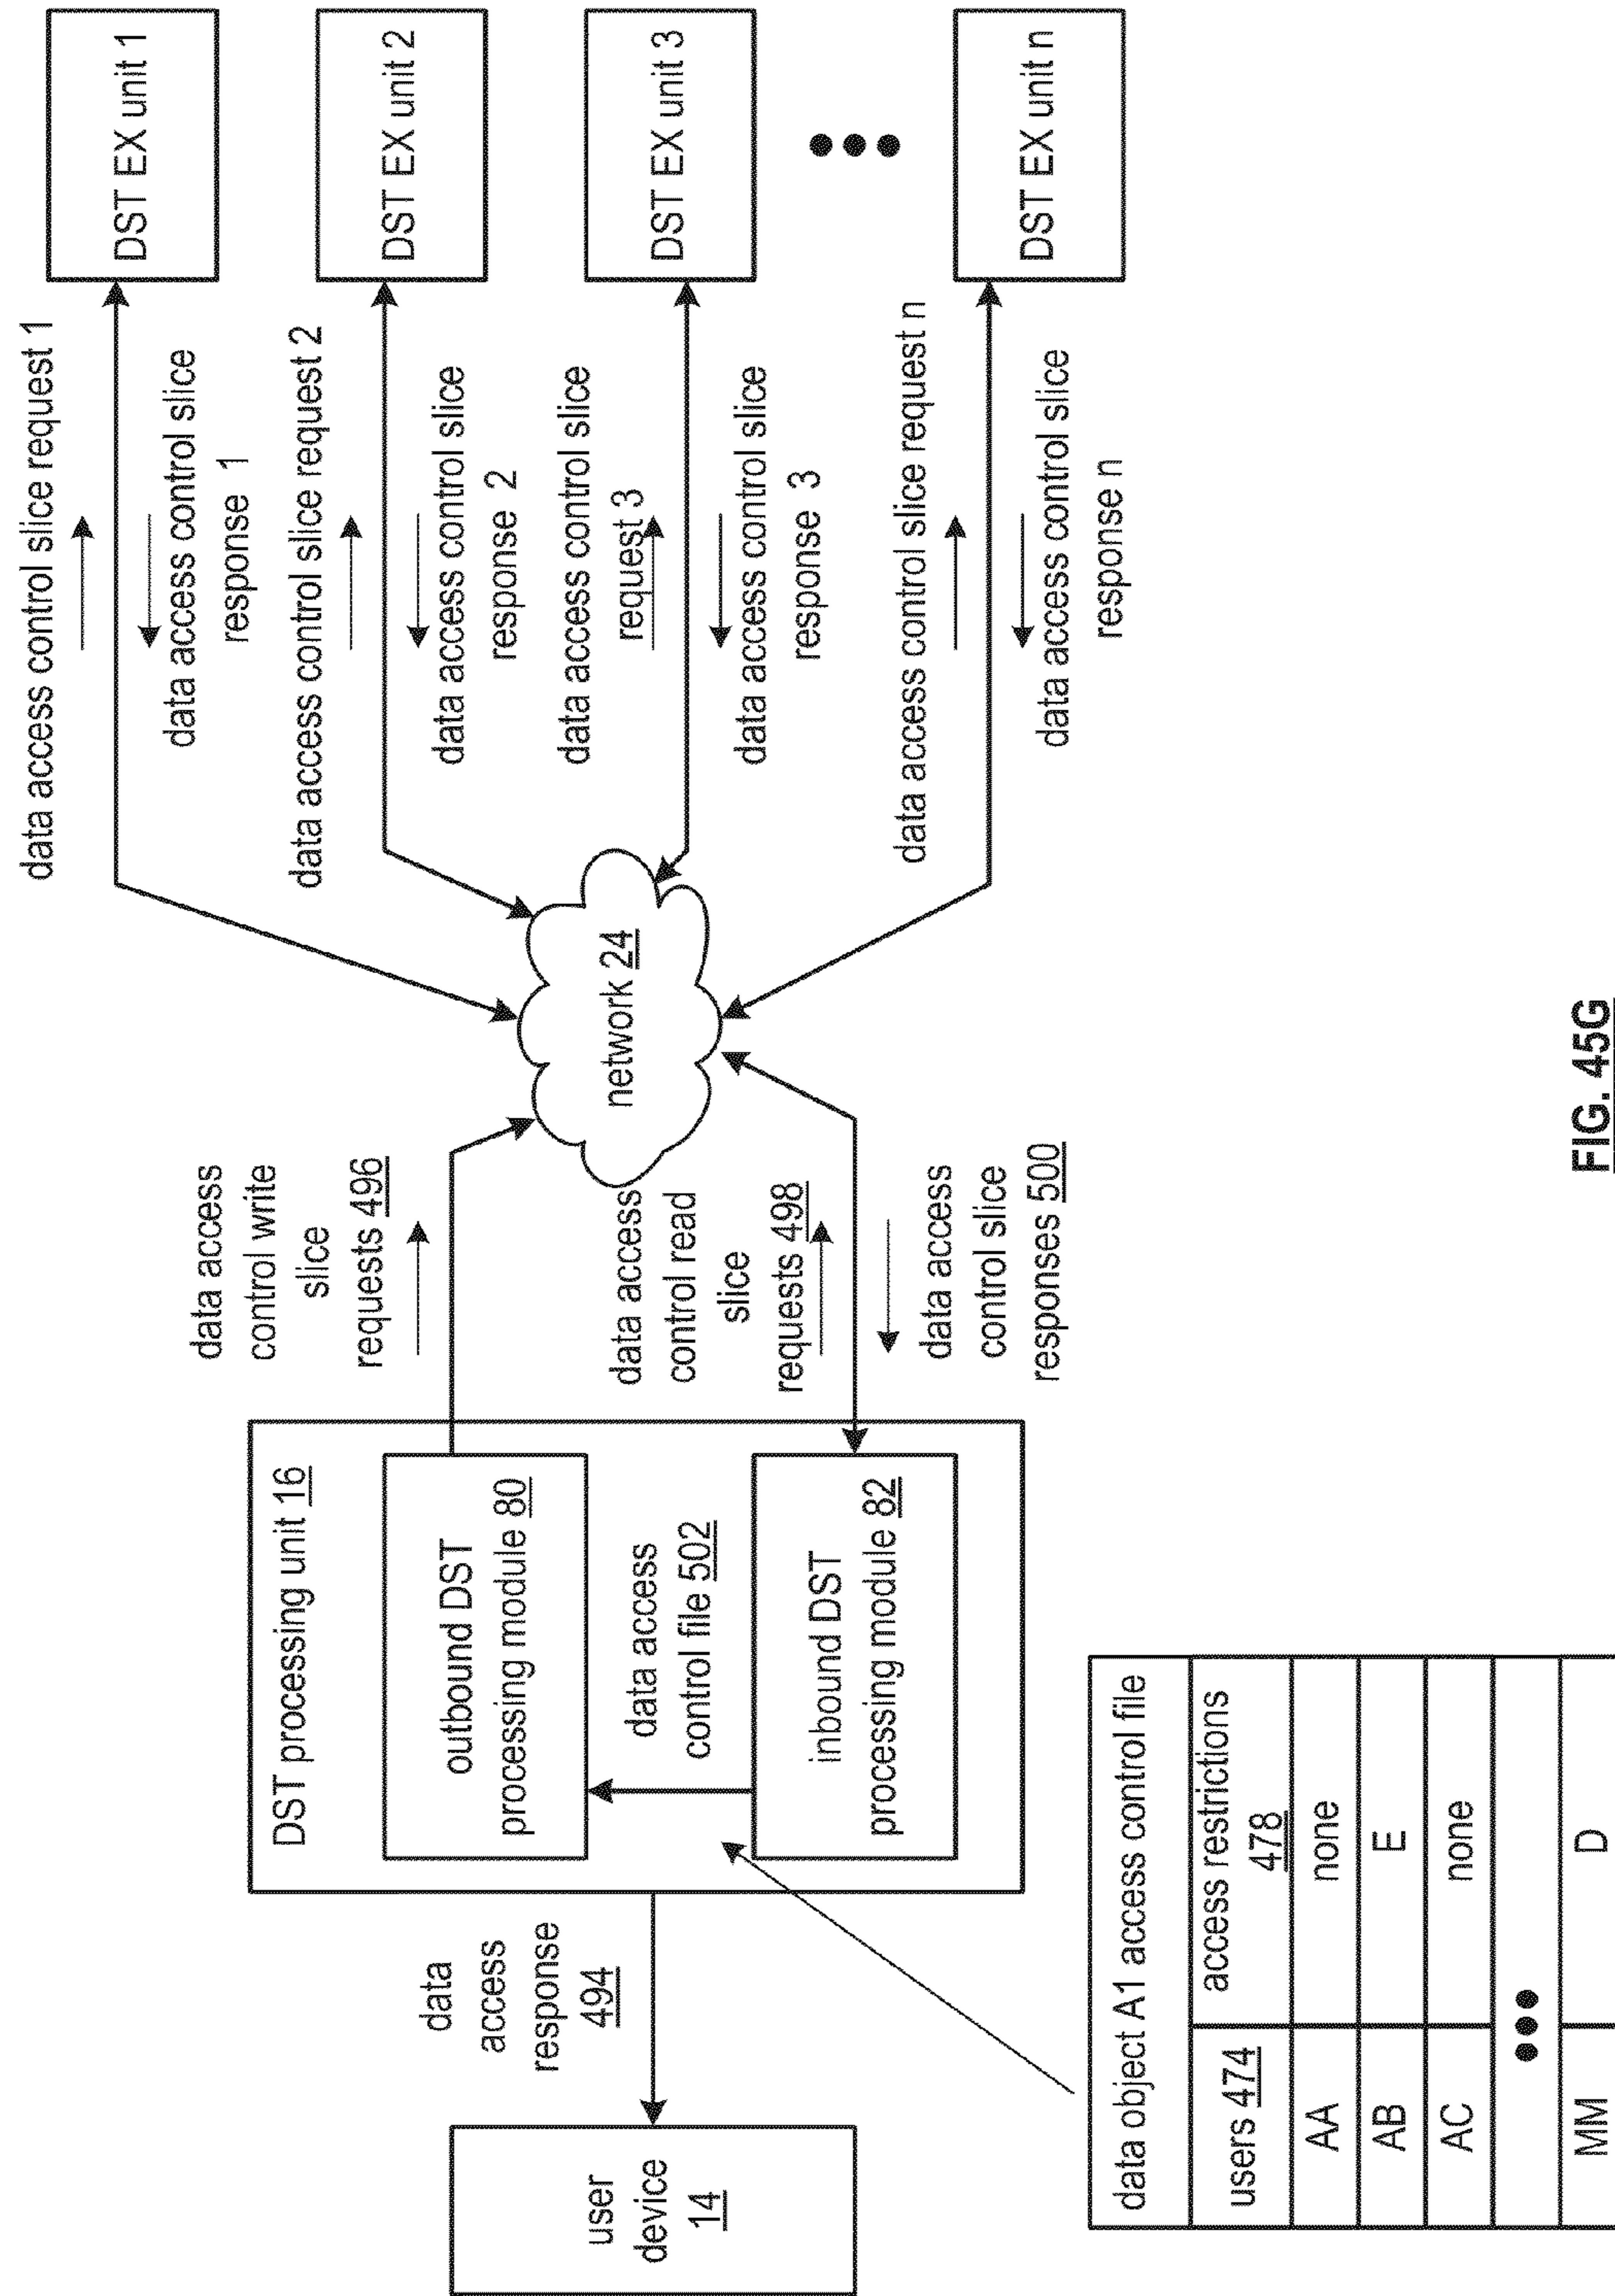 user
device
14
data
access
response
494
DST processing unit 16
outbound DST
processing module 80
data access
control file 502
inbound DST
processing module 82
data access
control write
slice
requests 496
data access
control read
slice
requests 498
data access
control slice
responses 500
network 24
data access control slice request 1
data access control slice
response 1
data access control slice request 2
data access control slice
response 2
data access control slice
request 3
data access control slice
response 3
data access control slice request n
data access control slice
response n
DST EX unit 1
DST EX unit 2
DST EX unit 3
DST EX unit n
data object A1 access control file
users 474
access restrictions
478
AA
none
AB
E
AC
none
MM
D
FIG. 45G